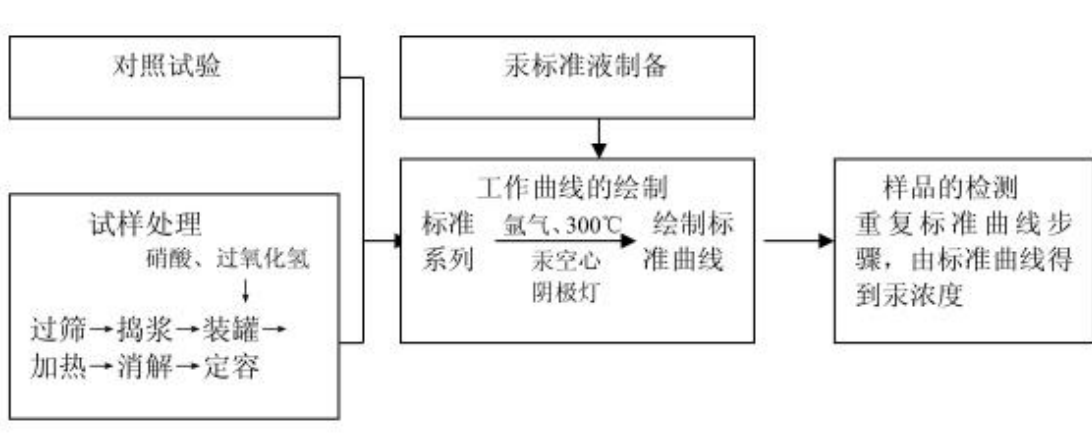 对照试验
汞标准液制备
试样处理
硝酸、过氧化氢
过筛→捣浆→装罐→
加热→消解→定容
工作曲线的绘制
标准 氩气、300℃ 绘制标
系列 汞空心 准曲线
阴极灯
样品的检测
重复标准曲线步
骤，由标准曲线得
到汞浓度